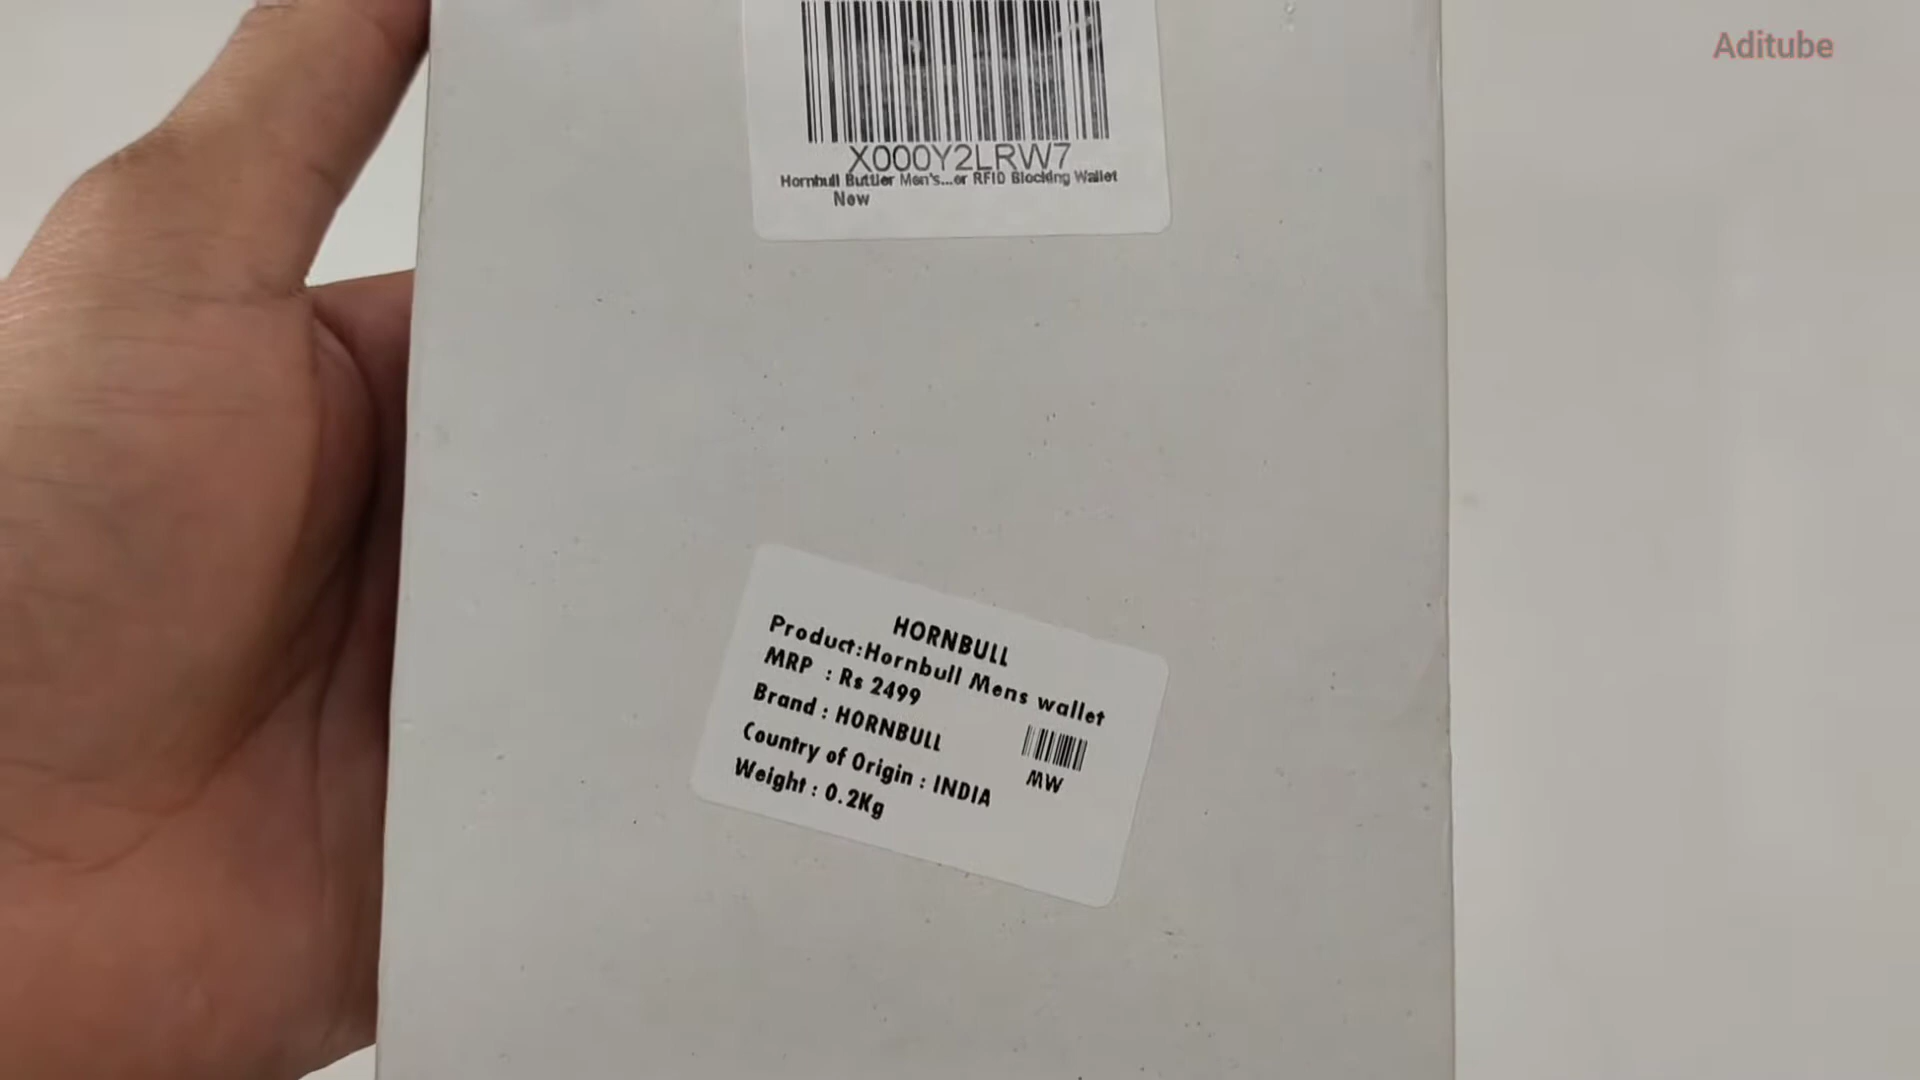 Aditube
X000Y2LRW7
Hornbull Buttler Men's...er RFID Blocking Wallet
New
HORNBULL
Product:Hornbull Mens wallet
MRP : Rs 2499
Brand : HORNBULL
Country of Origin : INDIA
Weight : 0.2Kg
MW